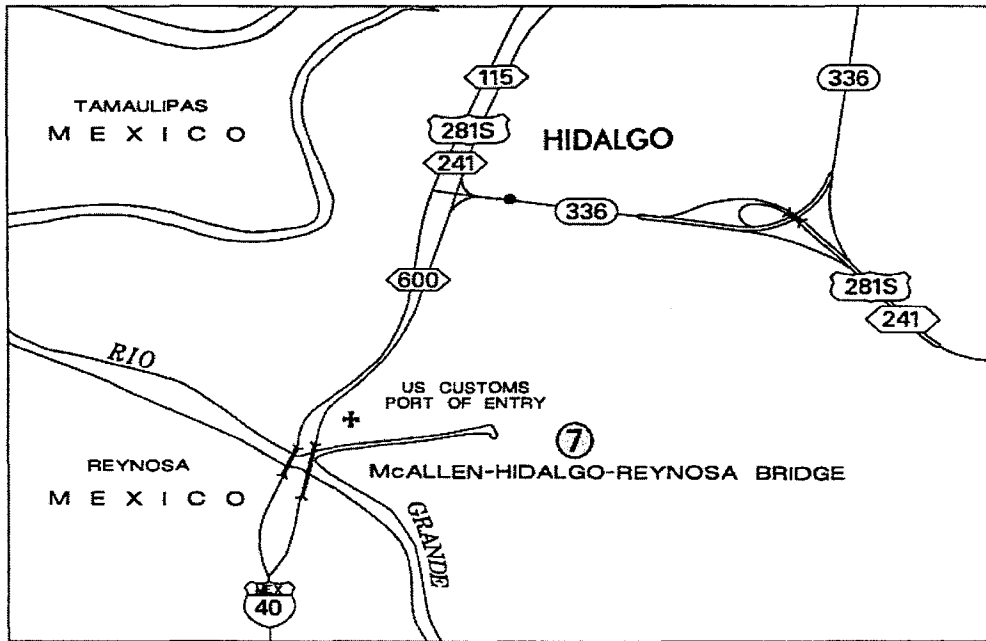 115
336
TAMAULIPAS
MEXICO
281S
HIDALGO
241
336
600
281S
241
RIO
US CUSTOMS
PORT OF ENTRY
7
REYNOSA
McALLEN-HIDALGO-REYNOSA BRIDGE
MEXICO
GRANDE
MEX
40